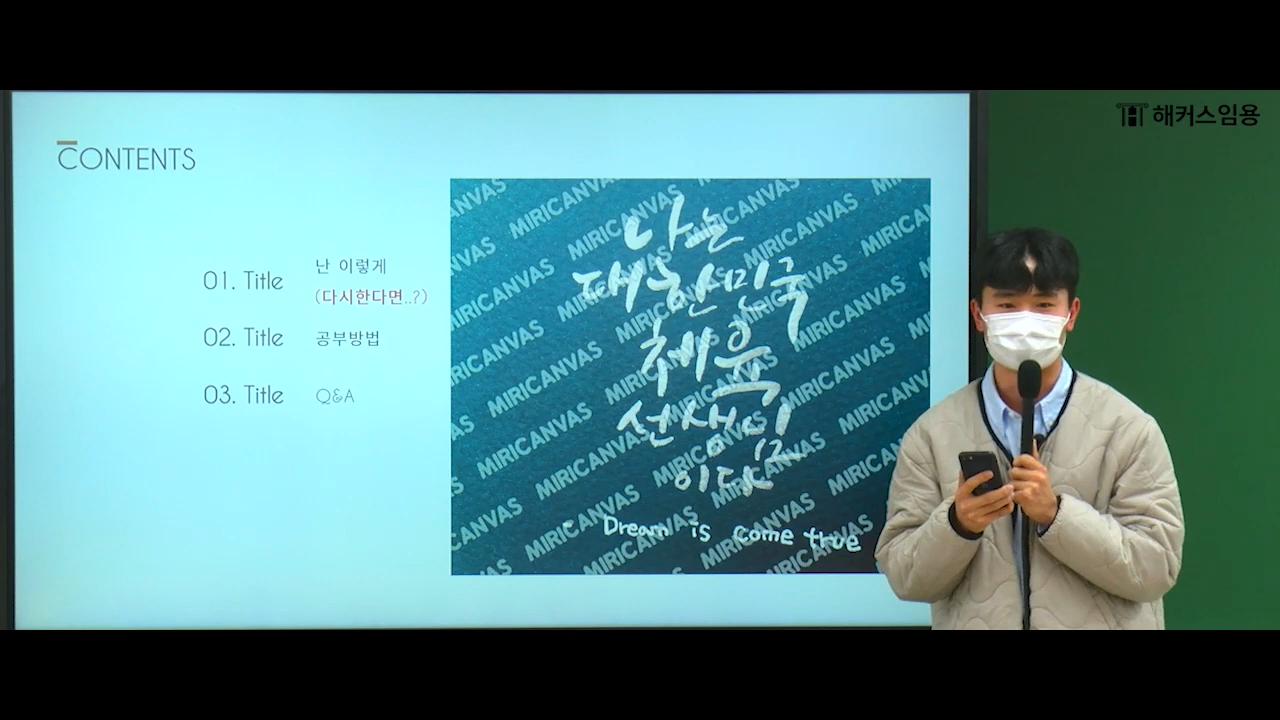 해커스임용
CONTENTS
01. Title
난 이렇게
(다시한다면..?)
02. Title
공부방법
03. Title
Q&A
나는
대한민국
체육
선생님
이다
Dream is come true
MIRICANVAS